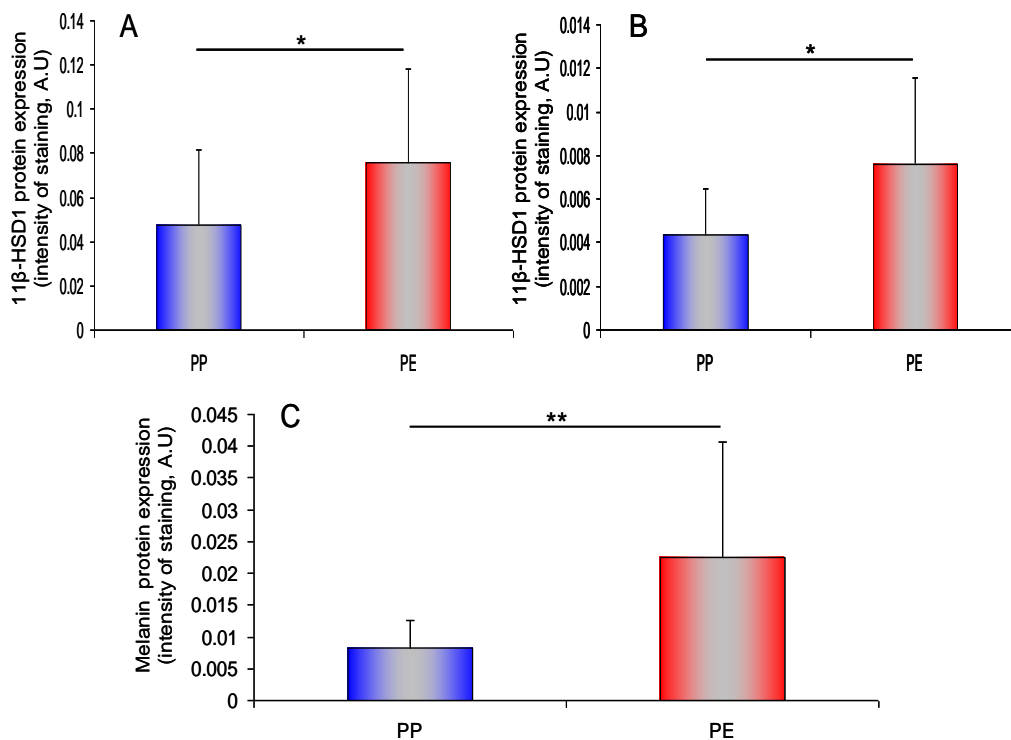 A
11β-HSD1 protein expression
(intensity of staining, A.U)
0.14
0.12
0.1
0.08
0.06
0.04
0.02
0
*
PP
PE
B
11β-HSD1 protein expression
(intensity of staining, A.U)
0.014
0.012
0.01
0.008
0.006
0.004
0.002
0
*
PP
PE
C
Melanin protein expression
(intensity of staining, A.U)
0.045
0.04
0.035
0.03
0.025
0.02
0.015
0.01
0.005
0
**
PP
PE